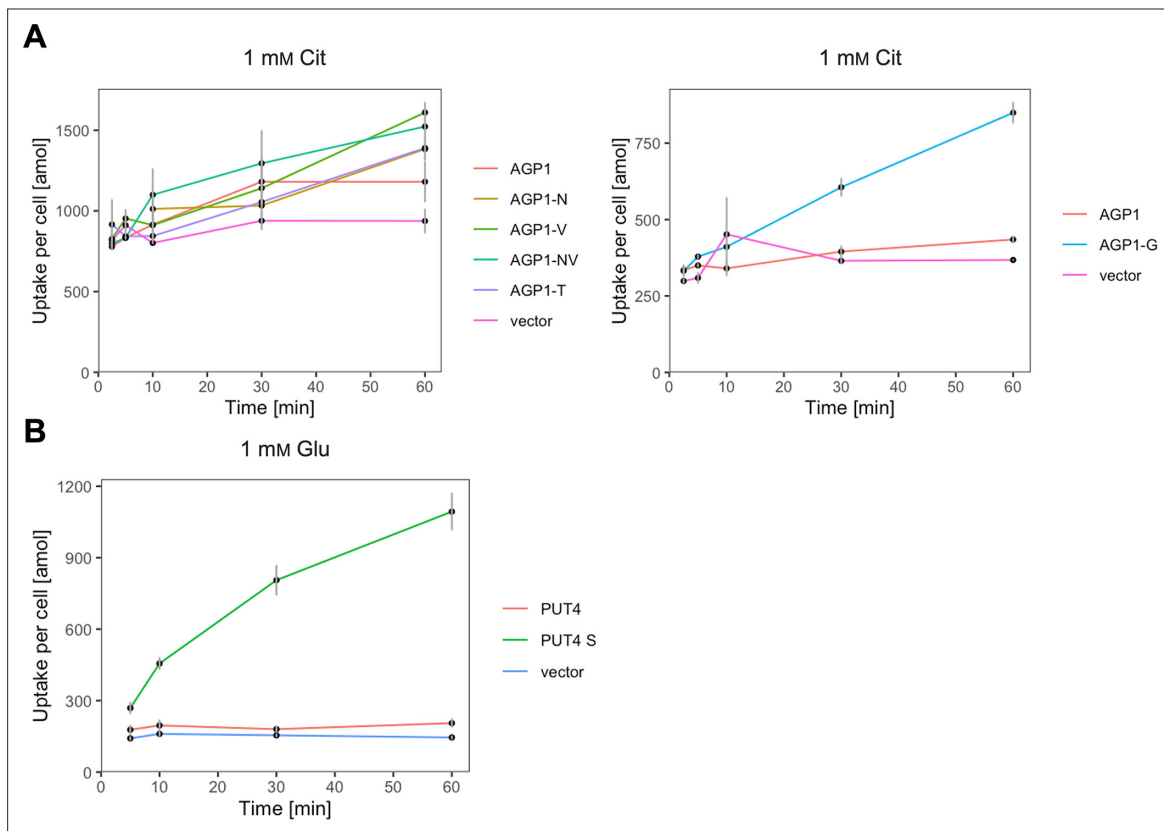 A
1 mM Cit
Uptake per cell [amol]
1500
1000
500
0
0 10 20 30 40 50 60
Time [min]
AGP1
AGP1-N
AGP1-V
AGP1-NV
AGP1-T
vector
1 mM Cit
Uptake per cell [amol]
750
500
250
0
0 10 20 30 40 50 60
Time [min]
AGP1
AGP1-G
vector
B
1 mM Glu
Uptake per cell [amol]
1200
900
600
300
0
0 10 20 30 40 50 60
Time [min]
PUT4
PUT4 S
vector